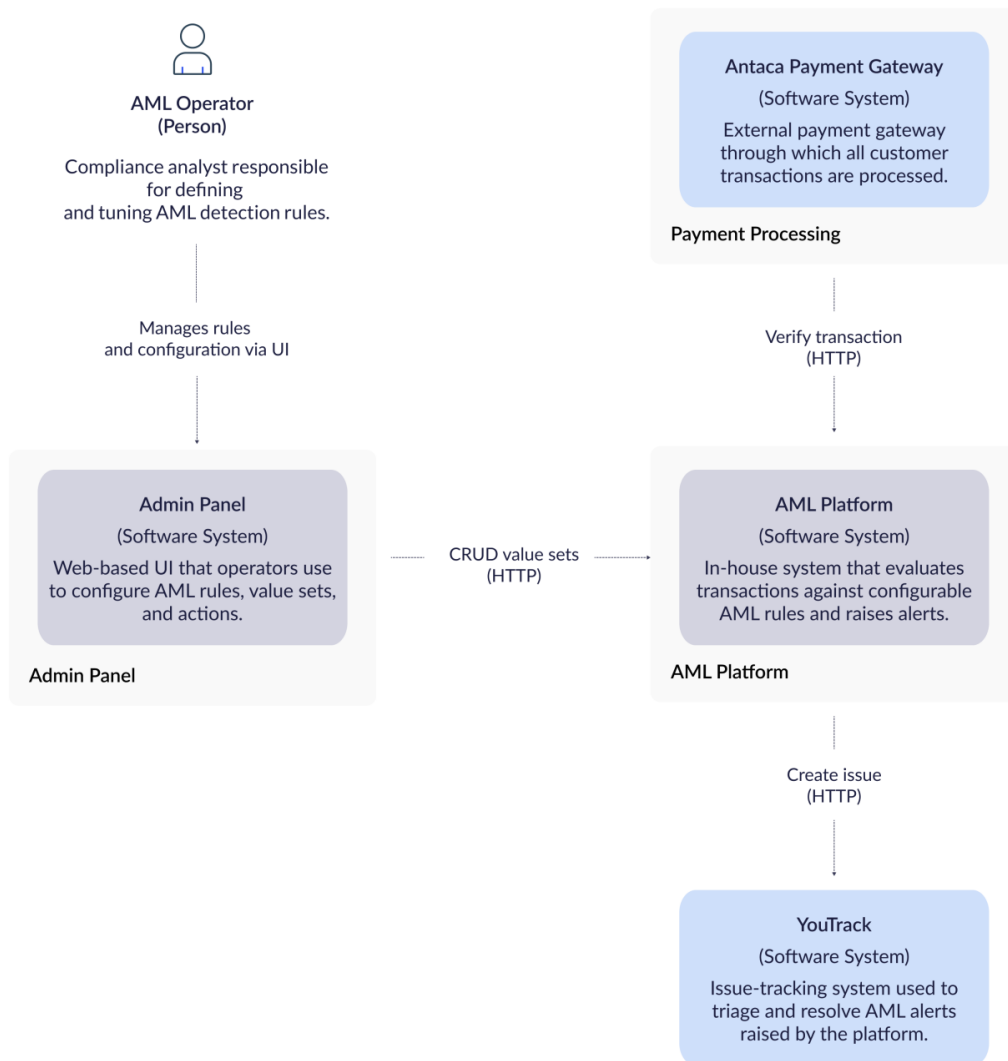 AML Operator
(Person)
Compliance analyst responsible
for defining
and tuning AML detection rules.
Manages rules
and configuration via UI
Antaca Payment Gateway
(Software System)
External payment gateway
through which all customer
transactions are processed.
Payment Processing
Verify transaction
(HTTP)
Admin Panel
(Software System)
Web-based UI that operators use
to configure AML rules, value sets,
and actions.
Admin Panel
CRUD value sets
(HTTP)
AML Platform
(Software System)
In-house system that evaluates
transactions against configurable
AML rules and raises alerts.
AML Platform
Create issue
(HTTP)
YouTrack
(Software System)
Issue-tracking system used to
triage and resolve AML alerts
raised by the platform.